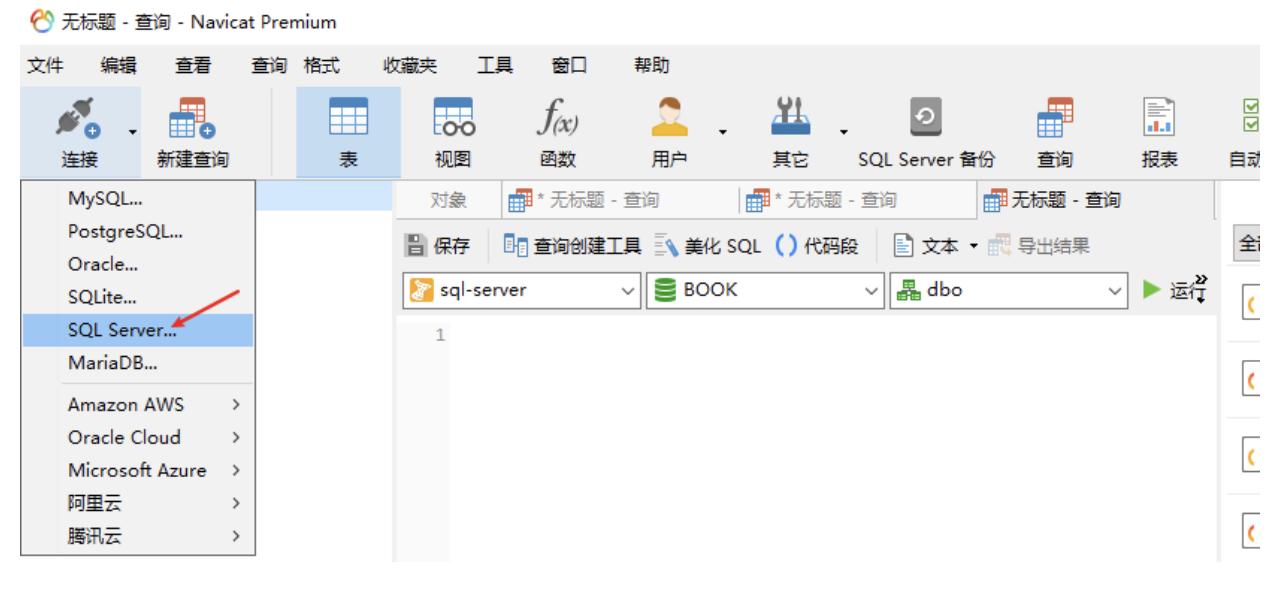 无标题 - 查询 - Navicat Premium
文件 编辑 查看 查询 格式 收藏夹 工具 窗口 帮助
连接 新建查询 表 视图 函数 用户 其它 SQL Server 备份 查询 报表 自动
MySQL...
PostgreSQL...
Oracle...
SQLite...
SQL Server...
MariaDB...
Amazon AWS
Oracle Cloud
Microsoft Azure
阿里云
腾讯云
对象 * 无标题 - 查询 * 无标题 - 查询 无标题 - 查询
保存 查询创建工具 美化 SQL () 代码段 文本 导出结果
sql-server BOOK dbo 运行
1